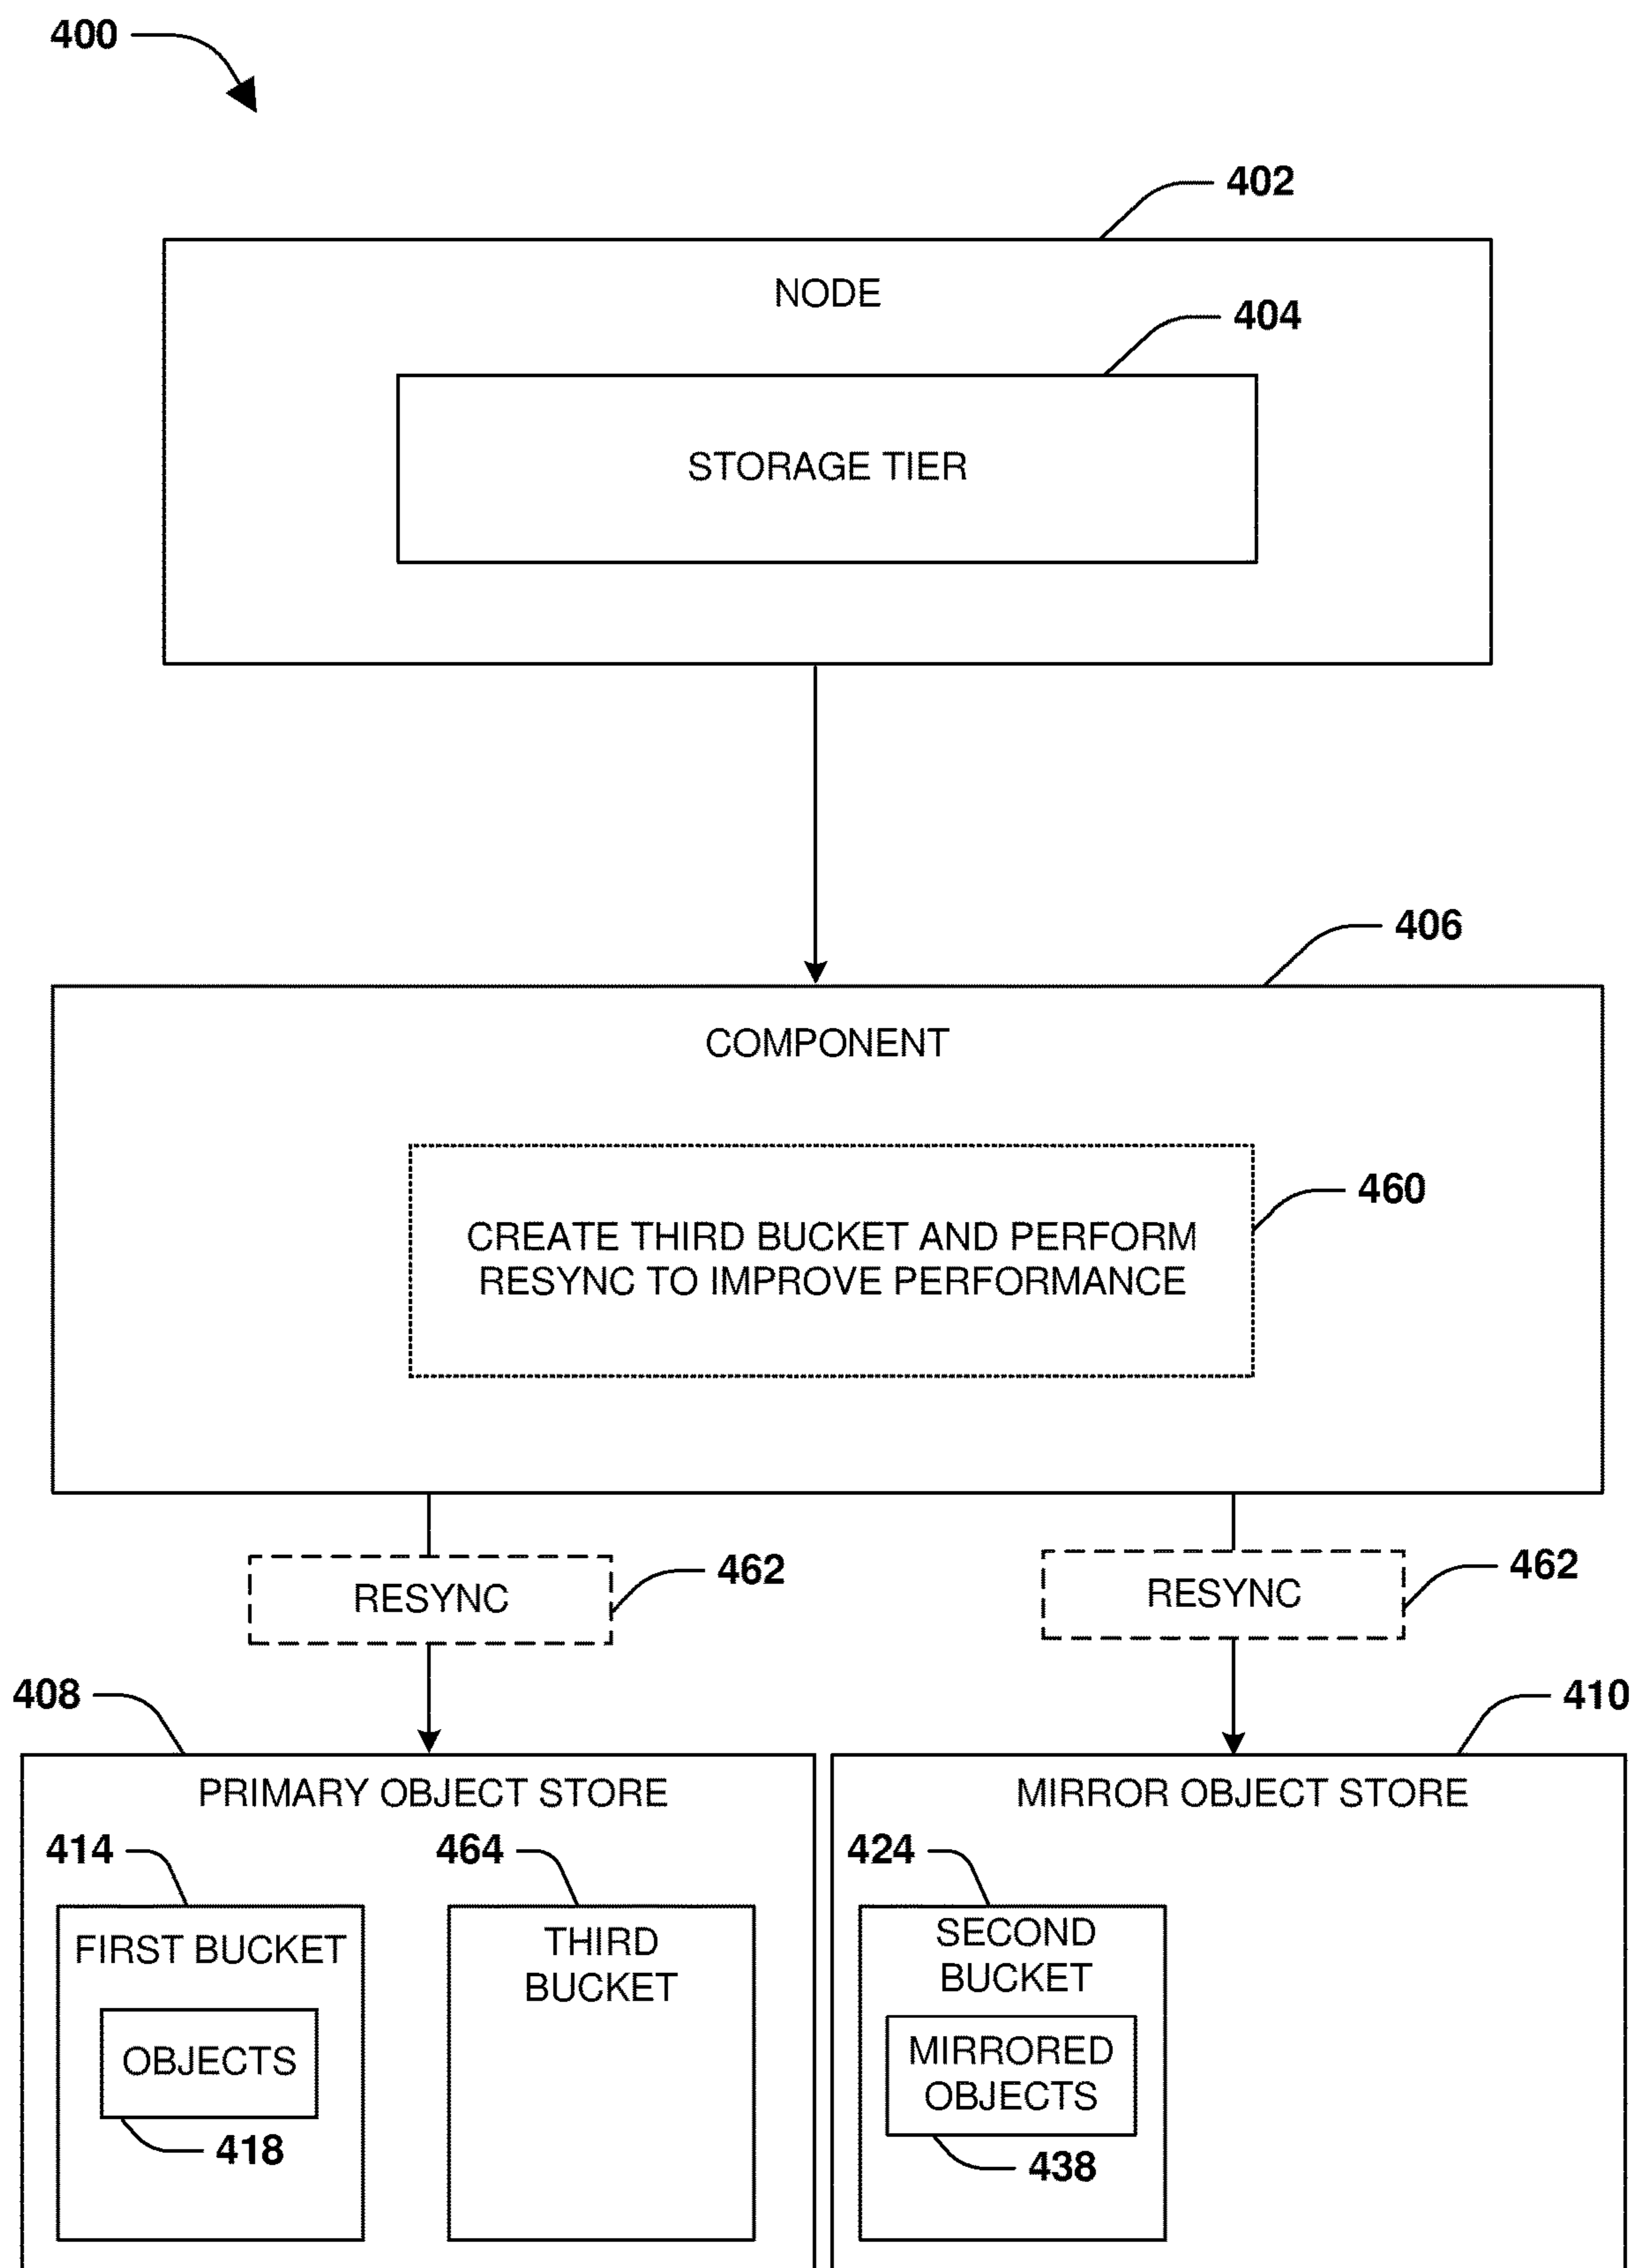 400
402
NODE
404
STORAGE TIER
406
COMPONENT
460
CREATE THIRD BUCKET AND PERFORM
RESYNC TO IMPROVE PERFORMANCE
RESYNC
462
RESYNC
462
408
410
PRIMARY OBJECT STORE
MIRROR OBJECT STORE
414
464
424
FIRST BUCKET
THIRD
BUCKET
SECOND
BUCKET
OBJECTS
MIRRORED
OBJECTS
418
438